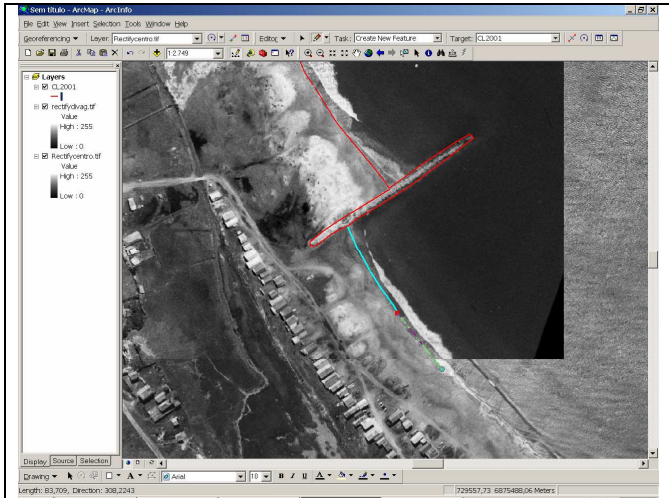 Sem título - ArcMap - ArcInfo
File Edit View Insert Selection Tools Window Help
Georeferencing Layer: Rectifycentro.tif Editor Task: Create New Feature Target: CL2001
1:2.749
Layers
CL2001
rectifydivag.tif
Value
High : 255
Low : 0
Rectifycentro.tif
Value
High : 255
Low : 0
Display Source Selection
Drawing A Arial 10 B I U A
Length: 83,709, Direction: 308,2243 729557,73 6875488,06 Meters